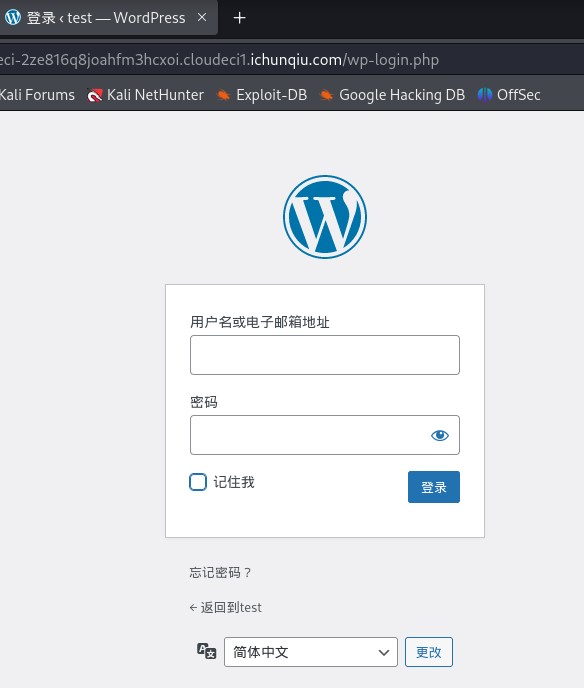 登录 ‹ test — WordPress
eci-2ze816q8joahfm3hcxoi.cloudeci1.ichunqiu.com/wp-login.php
Kali Forums Kali NetHunter Exploit-DB Google Hacking DB OffSec
用户名或电子邮箱地址
密码
记住我 登录
忘记密码？
← 返回到test
简体中文 更改